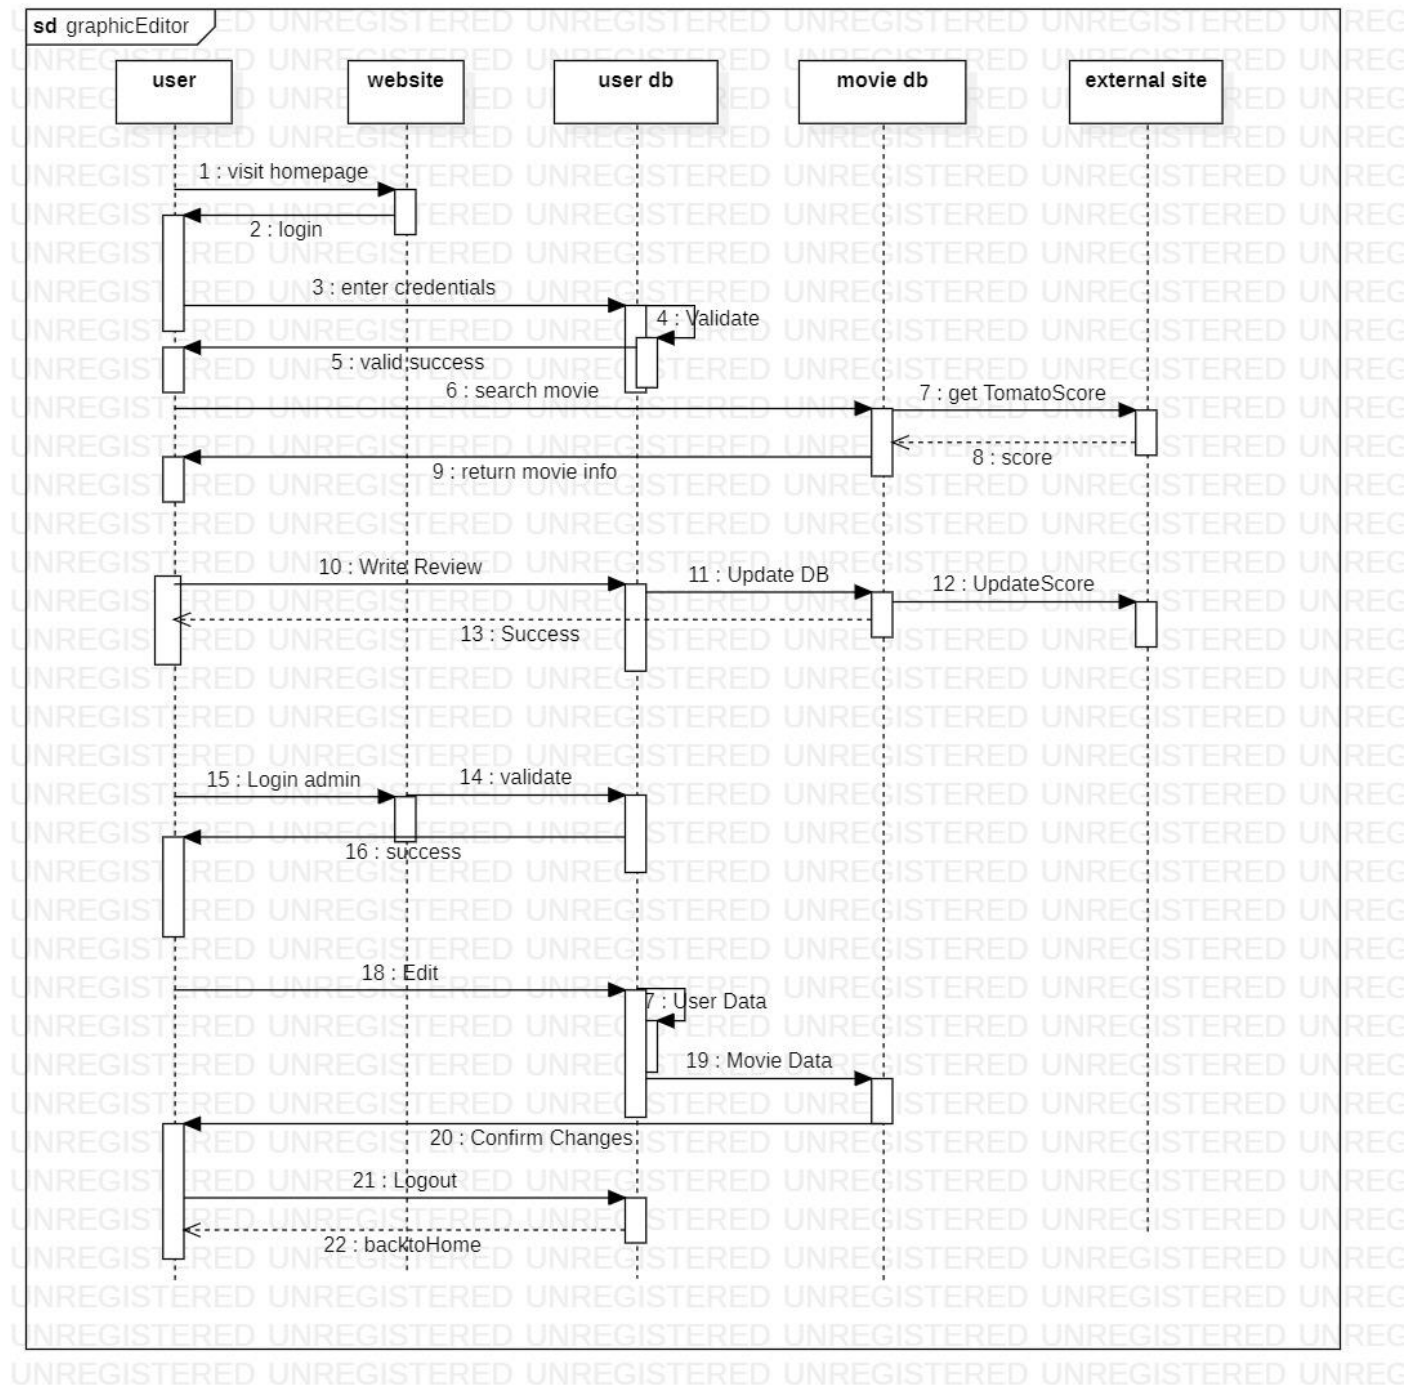 sd graphicEditor
user
website
user db
movie db
external site
1 : visit homepage
2 : login
3 : enter credentials
4 : Validate
5 : valid success
6 : search movie
7 : get TomatoScore
8 : score
9 : return movie info
10 : Write Review
11 : Update DB
12 : UpdateScore
13 : Success
15 : Login admin
14 : validate
16 : success
18 : Edit
7 : User Data
19 : Movie Data
20 : Confirm Changes
21 : Logout
22 : backtoHome
UNREGISTERED